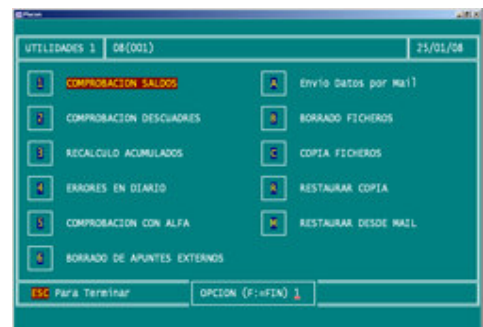 UTILIDADES 1 08(001) 25/01/08
1 COMPROBACION SALDOS
2 COMPROBACION DESCUADRES
3 RECALCULO ACUMULADOS
4 ERRORES EN DIARIO
5 COMPROBACION CON ALFA
6 BORRADO DE APUNTES EXTERNOS
A Envio Datos por Mail
B BORRADO FICHEROS
C COPIA FICHEROS
R RESTAURAR COPIA
M RESTAURAR DESDE MAIL
ESC Para Terminar OPCION (F:=FIN) 1